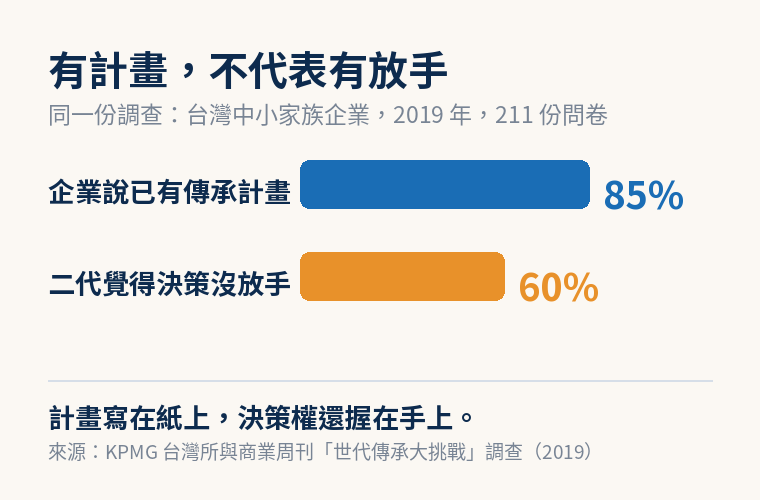 有計畫，不代表有放手
同一份調查：台灣中小家族企業，2019 年，211 份問卷
企業說已有傳承計畫 85%
二代覺得決策沒放手 60%
計畫寫在紙上，決策權還握在手上。
來源：KPMG 台灣所與商業周刊「世代傳承大挑戰」調查（2019）